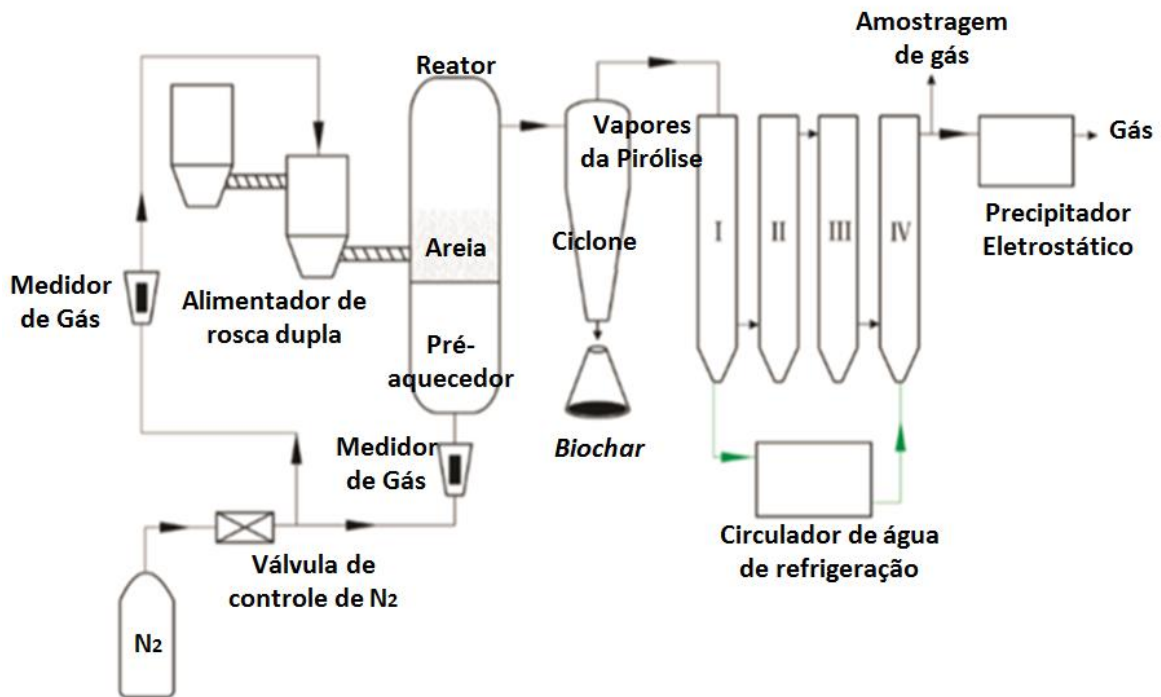 Amostragem
de gás
Reator
Vapores
da Pirólise
Gás
Precipitador
Eletrostático
I
II
III
IV
Areia
Ciclone
Medidor
de Gás
Alimentador de
rosca dupla
Pré-
aquecedor
Biochar
Medidor
de Gás
Circulador de água
de refrigeração
Válvula de
controle de N2
N2